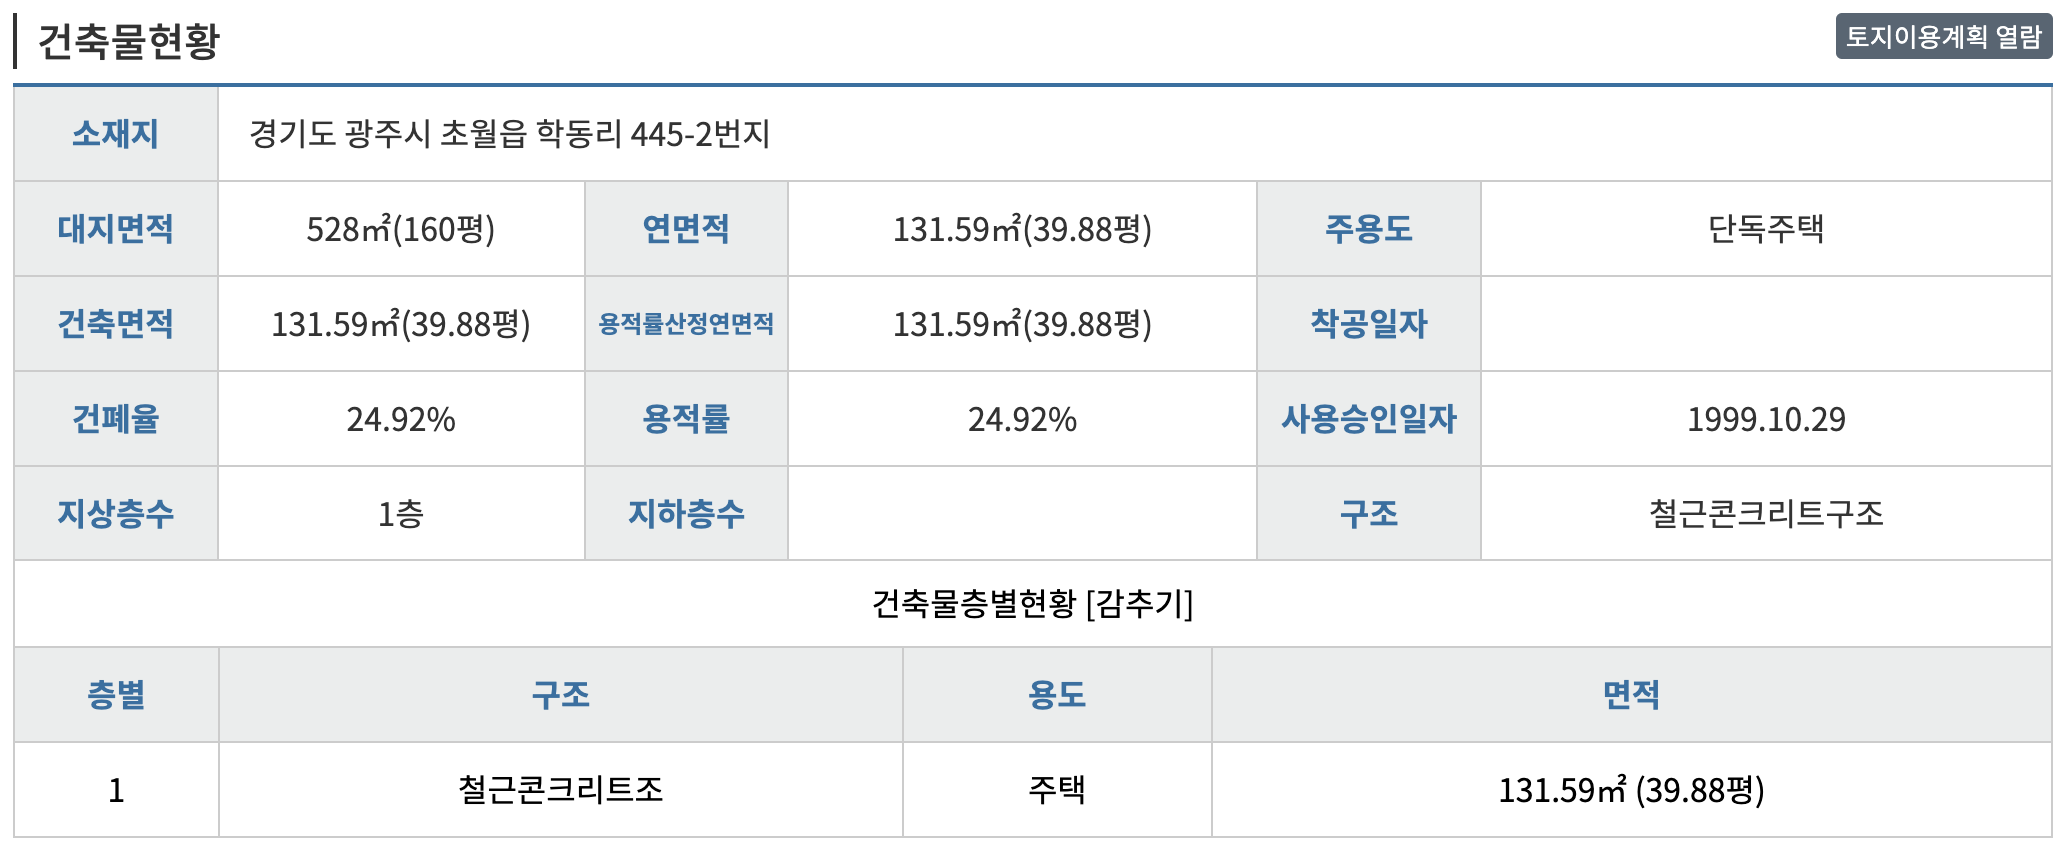 건축물현황
토지이용계획 열람
소재지 경기도 광주시 초월읍 학동리 445-2번지
대지면적 528㎡(160평) 연면적 131.59㎡(39.88평) 주용도 단독주택
건축면적 131.59㎡(39.88평) 용적률산정연면적 131.59㎡(39.88평) 착공일자
건폐율 24.92% 용적률 24.92% 사용승인일자 1999.10.29
지상층수 1층 지하층수 구조 철근콘크리트구조
건축물층별현황 [감추기]
층별 구조 용도 면적
1 철근콘크리트조 주택 131.59㎡ (39.88평)